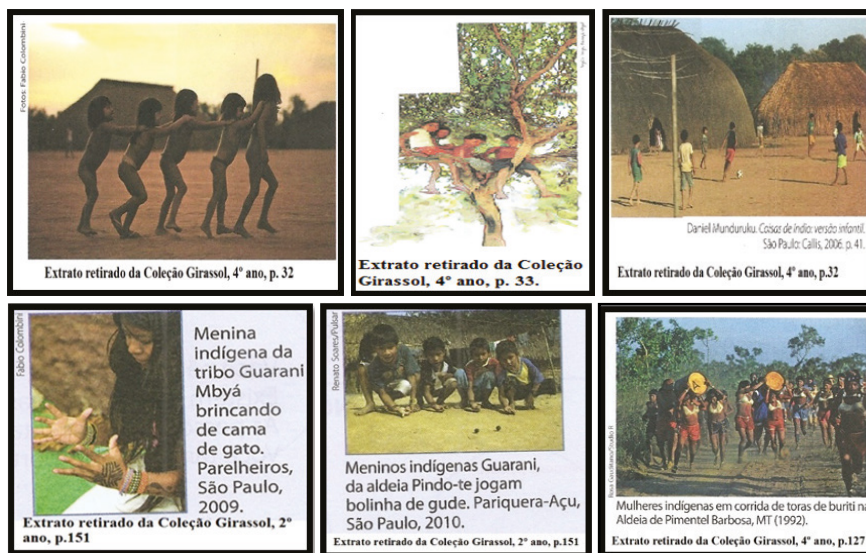 Fotos: Fabio Colombini
Extrato retirado da Coleção Girassol, 4º ano, p. 32
Extrato retirado da Coleção
Girassol, 4º ano, p. 33.
Daniel Munduruku. Coisas de índio: versão infantil.
São Paulo: Callis, 2006. p. 41.
Extrato retirado da Coleção Girassol, 4º ano, p.32
Fabio Colombini
Menina
indígena da
tribo Guarani
Mbyá
brincando
de cama
de gato.
Parelheiros,
São Paulo,
2009.
Extrato retirado da Coleção Girassol, 2º
ano, p.151
Renato Soares/Pulsar
Meninos indígenas Guarani,
da aldeia Pindo-te jogam
bolinha de gude. Pariquera-Açu,
São Paulo, 2010.
Extrato retirado da Coleção Girassol, 2º ano, p.151
Mulheres indígenas em corrida de toras de buriti na
Aldeia de Pimentel Barbosa, MT (1992).
Extrato retirado da Coleção Girassol, 4º ano, p.127